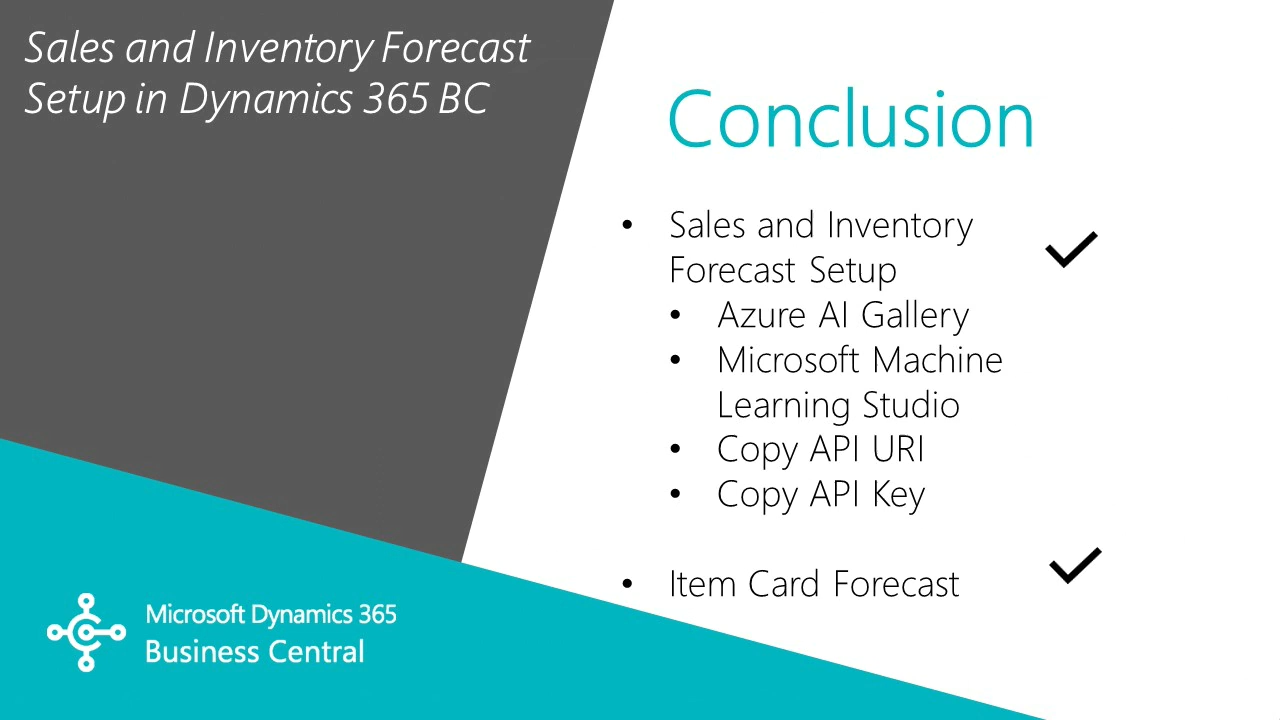 Sales and Inventory Forecast
Setup in Dynamics 365 BC
Conclusion
• Sales and Inventory
Forecast Setup
• Azure AI Gallery
• Microsoft Machine
Learning Studio
• Copy API URI
• Copy API Key
• Item Card Forecast
Microsoft Dynamics 365
Business Central